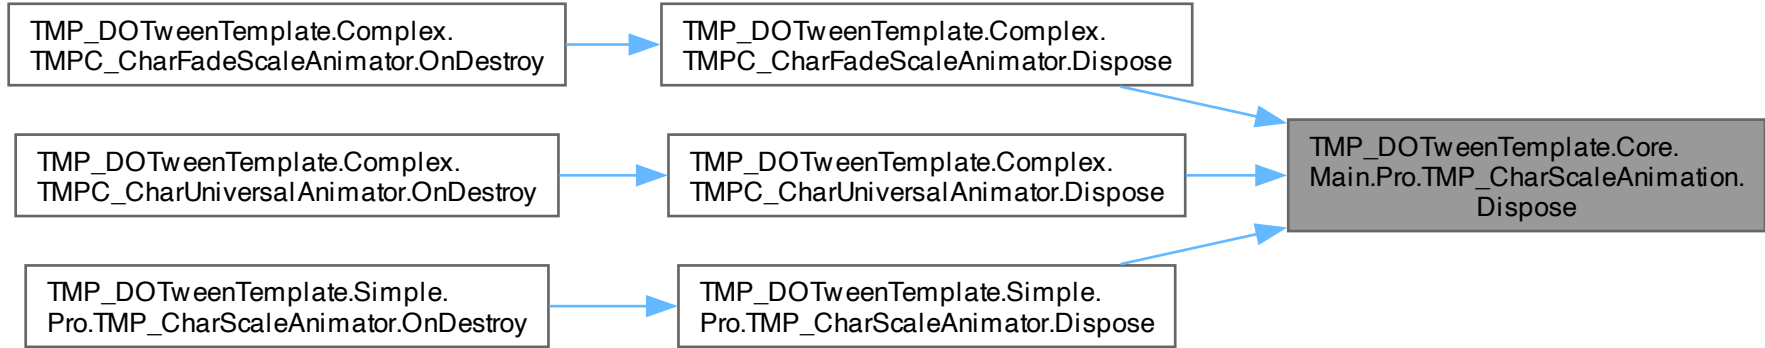 TMP_DOTweenTemplate.Complex.
TMPC_CharFadeScaleAnimator.OnDestroy
TMP_DOTweenTemplate.Complex.
TMPC_CharFadeScaleAnimator.Dispose
TMP_DOTweenTemplate.Complex.
TMPC_CharUniversalAnimator.OnDestroy
TMP_DOTweenTemplate.Complex.
TMPC_CharUniversalAnimator.Dispose
TMP_DOTweenTemplate.Core.
Main.Pro.TMP_CharScaleAnimation.
Dispose
TMP_DOTweenTemplate.Simple.
Pro.TMP_CharScaleAnimator.OnDestroy
TMP_DOTweenTemplate.Simple.
Pro.TMP_CharScaleAnimator.Dispose